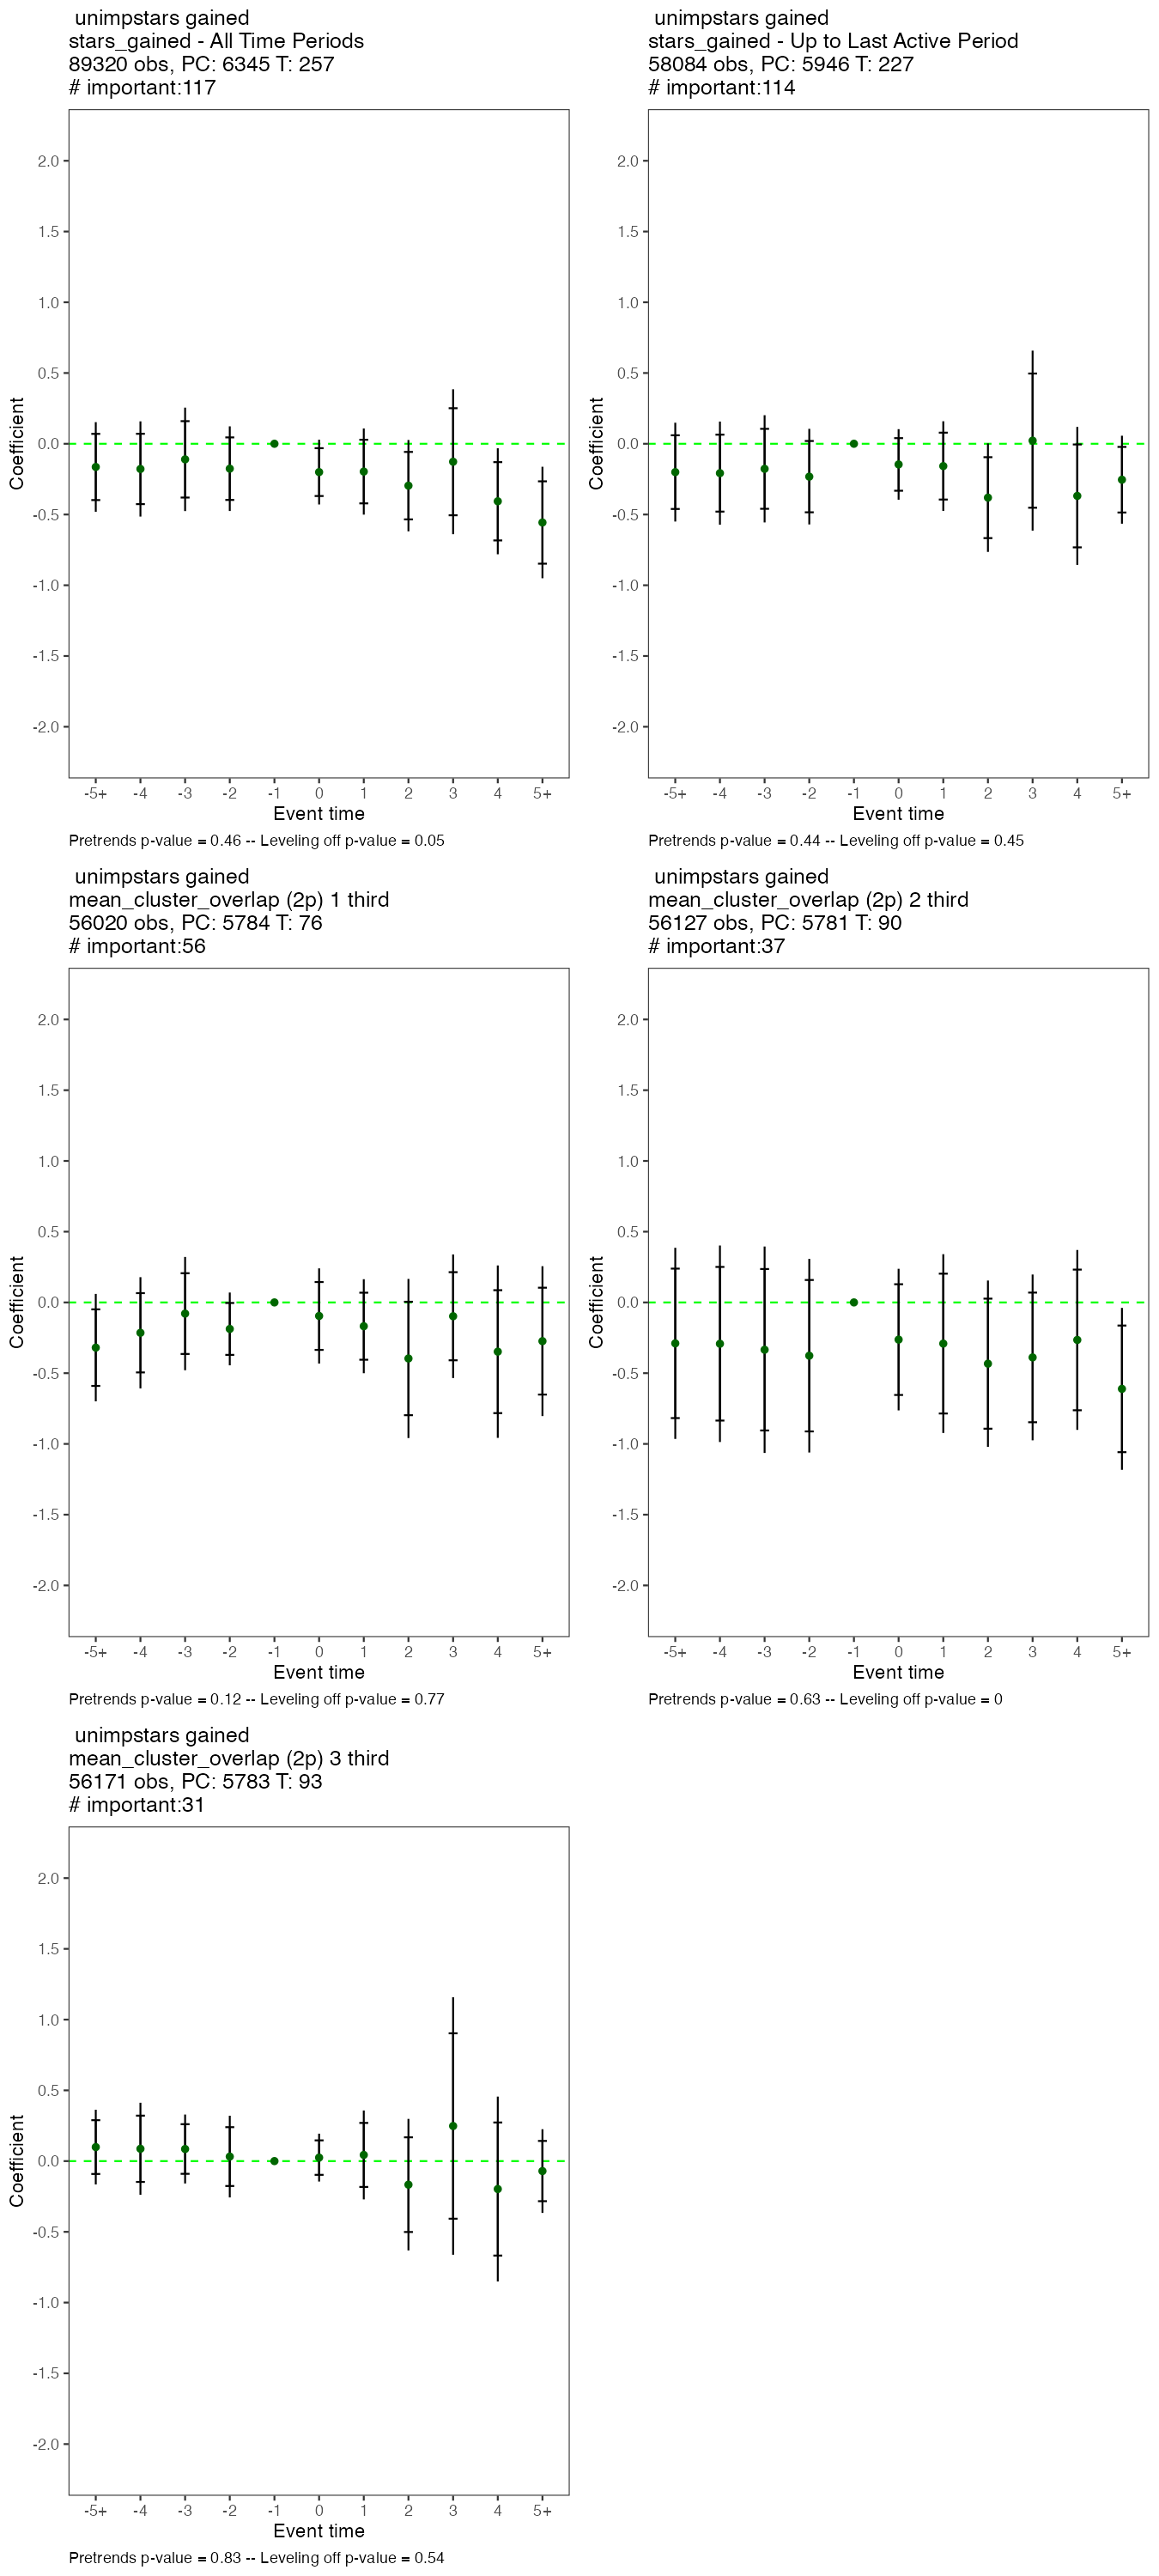 unimpstars gained
stars_gained - All Time Periods
89320 obs, PC: 6345 T: 257
# important:117
Coefficient
2.0
1.5
1.0
0.5
0.0
-0.5
-1.0
-1.5
-2.0
-5+ -4 -3 -2 -1 0 1 2 3 4 5+
Event time
Pretrends p-value = 0.46 -- Leveling off p-value = 0.05
unimpstars gained
stars_gained - Up to Last Active Period
58084 obs, PC: 5946 T: 227
# important:114
Coefficient
2.0
1.5
1.0
0.5
0.0
-0.5
-1.0
-1.5
-2.0
-5+ -4 -3 -2 -1 0 1 2 3 4 5+
Event time
Pretrends p-value = 0.44 -- Leveling off p-value = 0.45
unimpstars gained
mean_cluster_overlap (2p) 1 third
56020 obs, PC: 5784 T: 76
# important:56
Coefficient
2.0
1.5
1.0
0.5
0.0
-0.5
-1.0
-1.5
-2.0
-5+ -4 -3 -2 -1 0 1 2 3 4 5+
Event time
Pretrends p-value = 0.12 -- Leveling off p-value = 0.77
unimpstars gained
mean_cluster_overlap (2p) 2 third
56127 obs, PC: 5781 T: 90
# important:37
Coefficient
2.0
1.5
1.0
0.5
0.0
-0.5
-1.0
-1.5
-2.0
-5+ -4 -3 -2 -1 0 1 2 3 4 5+
Event time
Pretrends p-value = 0.63 -- Leveling off p-value = 0
unimpstars gained
mean_cluster_overlap (2p) 3 third
56171 obs, PC: 5783 T: 93
# important:31
Coefficient
2.0
1.5
1.0
0.5
0.0
-0.5
-1.0
-1.5
-2.0
-5+ -4 -3 -2 -1 0 1 2 3 4 5+
Event time
Pretrends p-value = 0.83 -- Leveling off p-value = 0.54